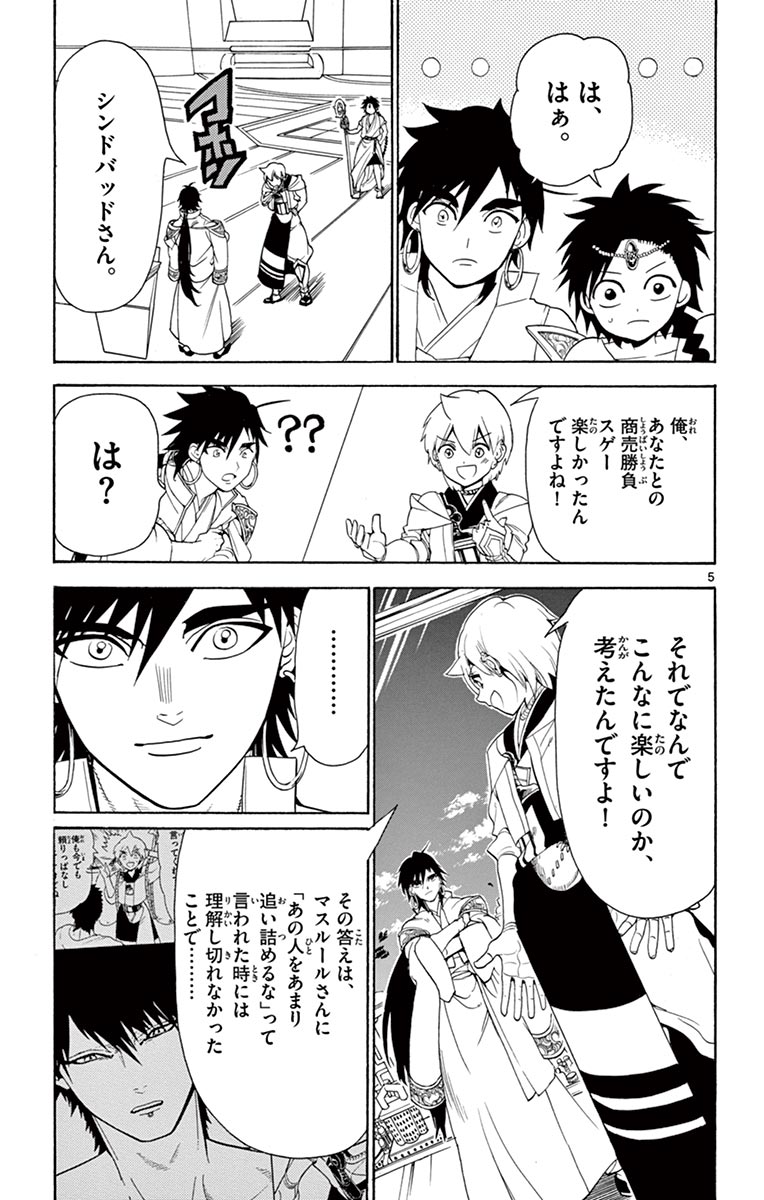 は、
はぁ。
ゴホンッ
シンドバッドさん。
俺、
あなたとの
商売勝負
スゲー
楽しかったん
ですよね！
??
は？
5
それでなんで
こんなに楽しいのか、
考えたんですよ！
………
その答えは、
マスルールさんに
「あの人をあまり
追い詰めるな」って
言われた時には
理解し切れなかった
ことで………
俺も今でも
頼りっぱなし